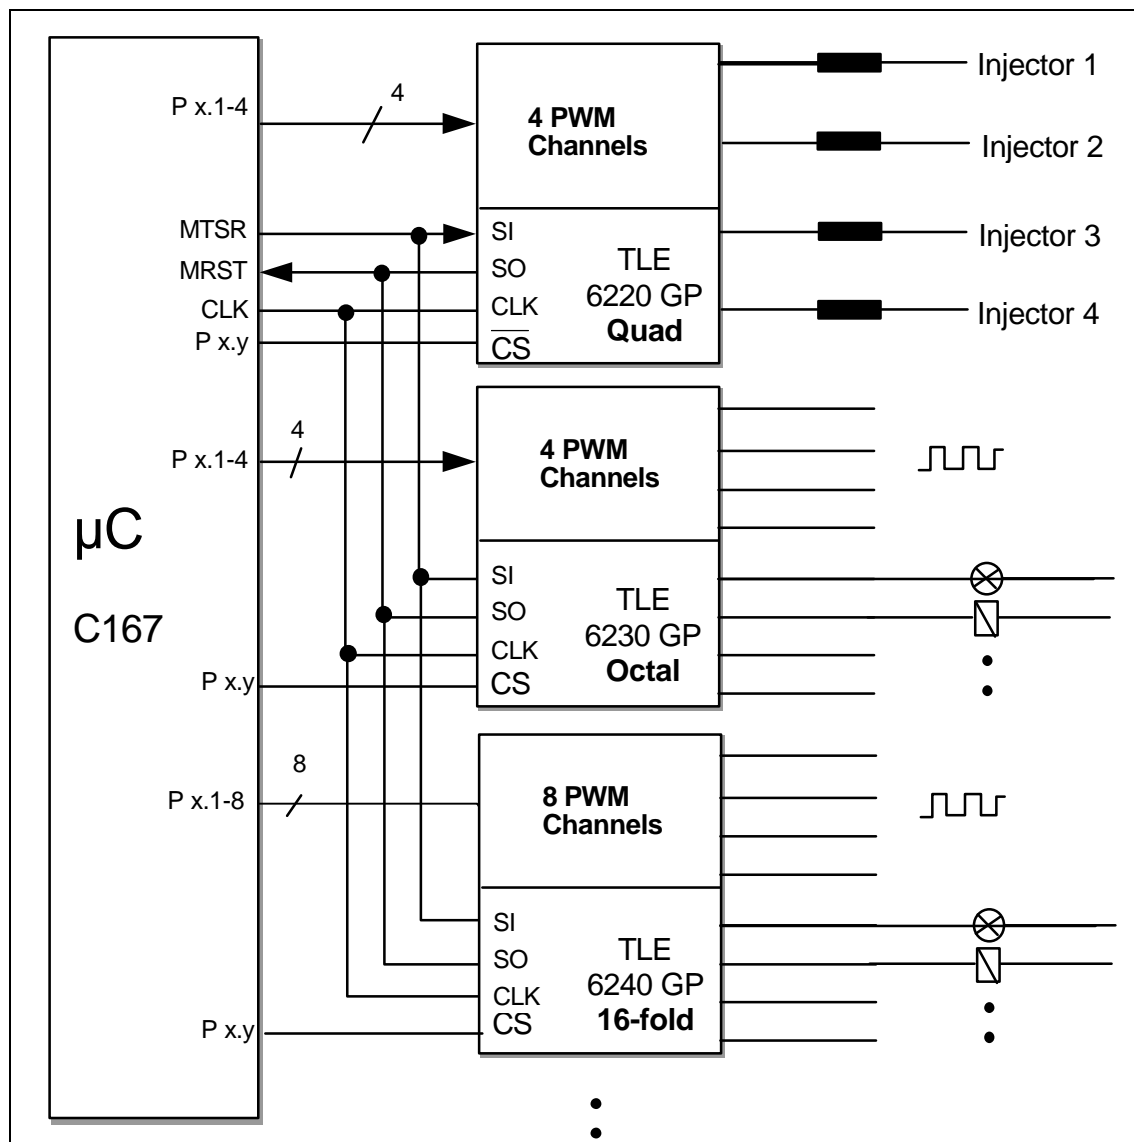 P x.1-4
4
4 PWM
Channels
Injector 1
Injector 2
MTSR
MRST
CLK
P x.y
SI
SO
CLK
CS
TLE
6220 GP
Quad
Injector 3
Injector 4
P x.1-4
4
4 PWM
Channels
µC
C167
SI
SO
CLK
CS
TLE
6230 GP
Octal
P x.y
P x.1-8
8
8 PWM
Channels
SI
SO
CLK
CS
TLE
6240 GP
16-fold
P x.y